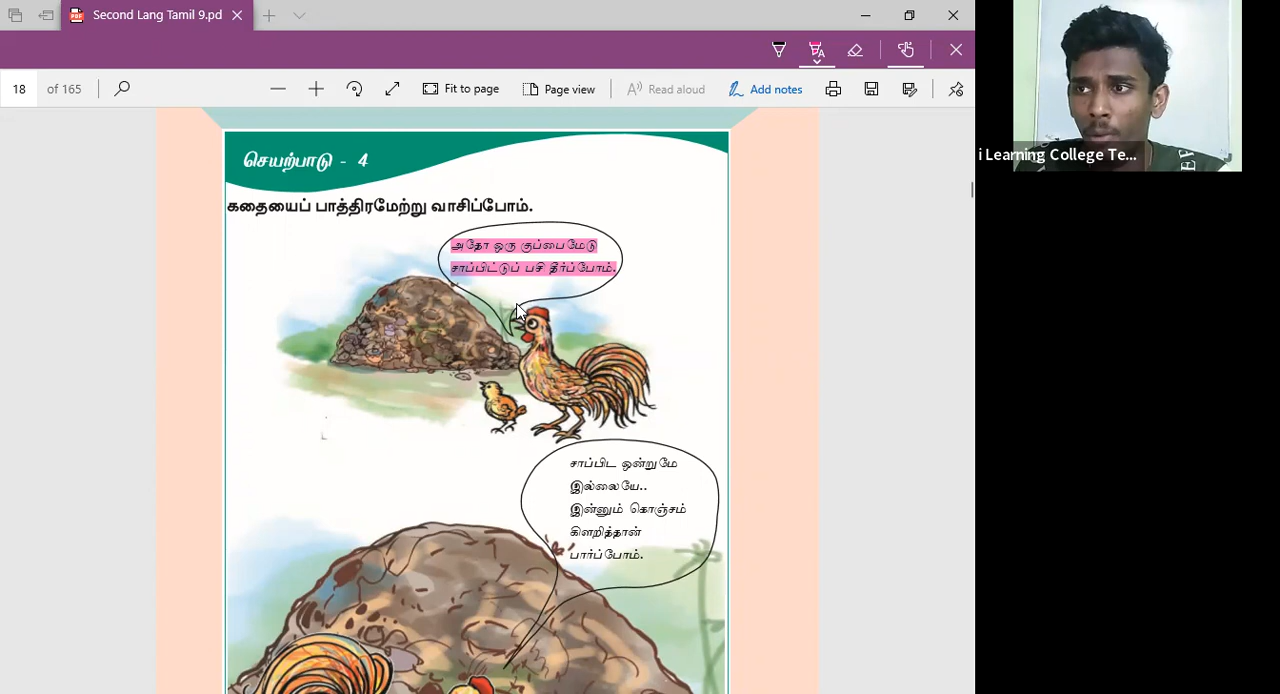 Second Lang Tamil 9.pd
18 of 165
Fit to page
Page view
Read aloud
Add notes
i Learning College Te...
செயற்பாடு - 4
கதையைப் பாத்திரமேற்று வாசிப்போம்.
அதோ ஒரு குப்பைமேடு
சாப்பிட்டுப் பசி தீர்ப்போம்.
சாப்பிட ஒன்றுமே
இல்லையே..
இன்னும் கொஞ்சம்
கிளறித்தான்
பார்ப்போம்.